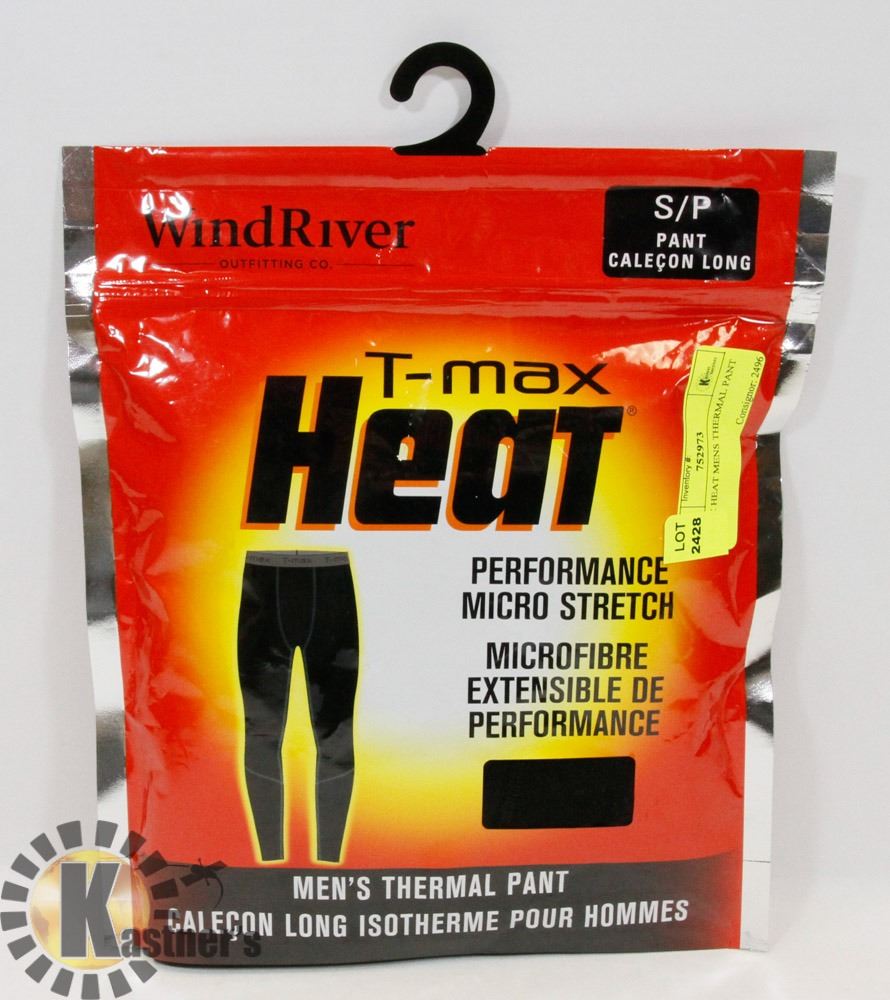 WindRiver
OUTFITTING CO.
S/P
PANT
CALEÇON LONG
T-max
Heat®
T-max
PERFORMANCE
MICRO STRETCH
MICROFIBRE
EXTENSIBLE DE
PERFORMANCE
LOT
2428
Inventory #:
752973
HEAT MENS THERMAL PANT
Consignor: 2496
MEN'S THERMAL PANT
CALEÇON LONG ISOTHERME POUR HOMMES
Kastner's